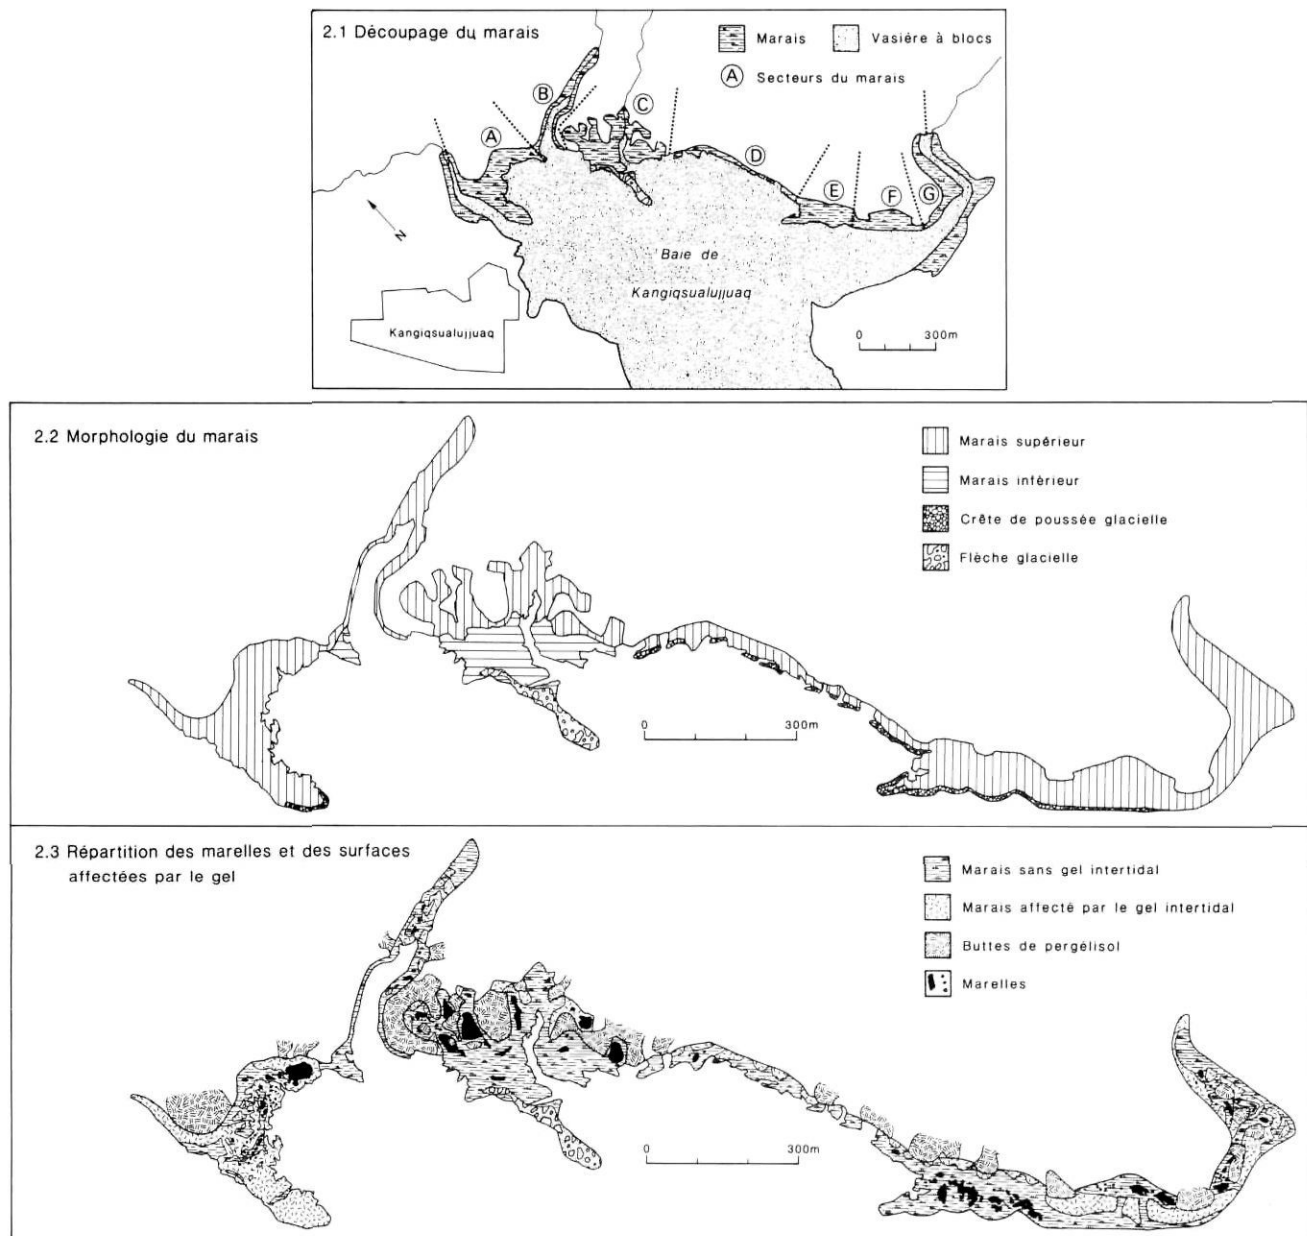 2.1 Découpage du marais
Marais
Vasiére à blocs
A Secteurs du marais
A
B
C
D
E
F
G
N
Baie de
Kangiqsualujjuaq
Kangiqsualujjuaq
0 300m
2.2 Morphologie du marais
Marais supérieur
Marais inférieur
Crête de poussée glacielle
Flèche glacielle
0 300m
2.3 Répartition des marelles et des surfaces
affectées par le gel
Marais sans gel intertidal
Marais affecté par le gel intertidal
Buttes de pergélisol
Marelles
0 300m